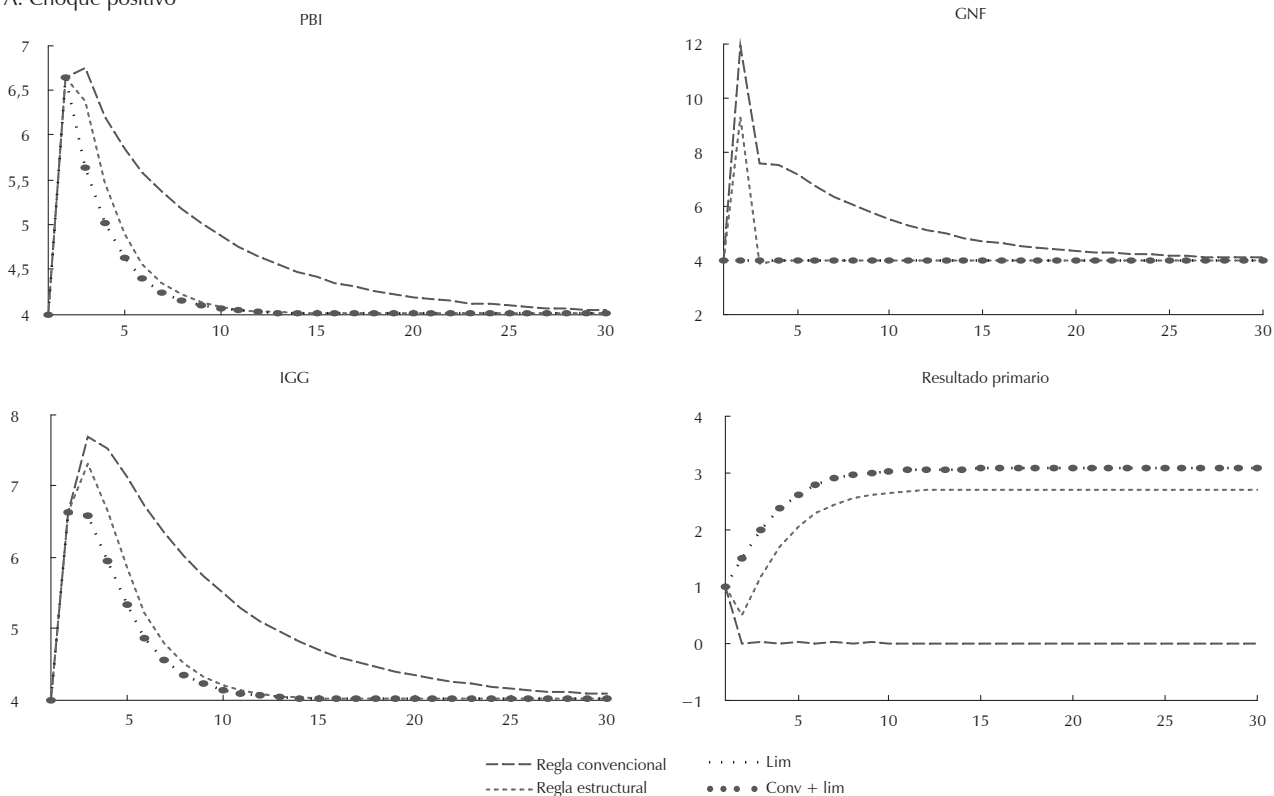 A. Choque positivo
PBI
7
6,5
6
5,5
5
4,5
4
5 10 15 20 25 30
GNF
12
10
8
6
4
2
5 10 15 20 25 30
IGG
8
7
6
5
4
5 10 15 20 25 30
Resultado primario
4
3
2
1
0
−1
5 10 15 20 25 30
Regla convencional
Lim
Regla estructural
Conv + lim